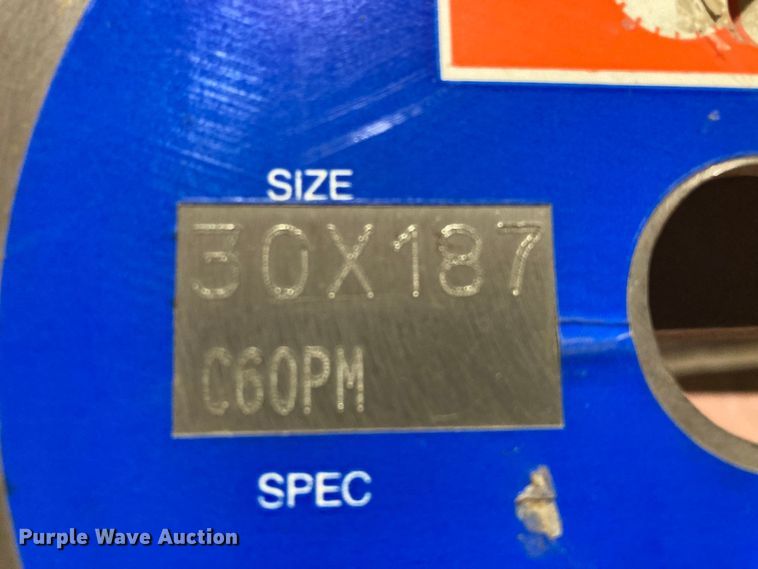 SIZE
30X187
C60PM
SPEC
Purple Wave Auction